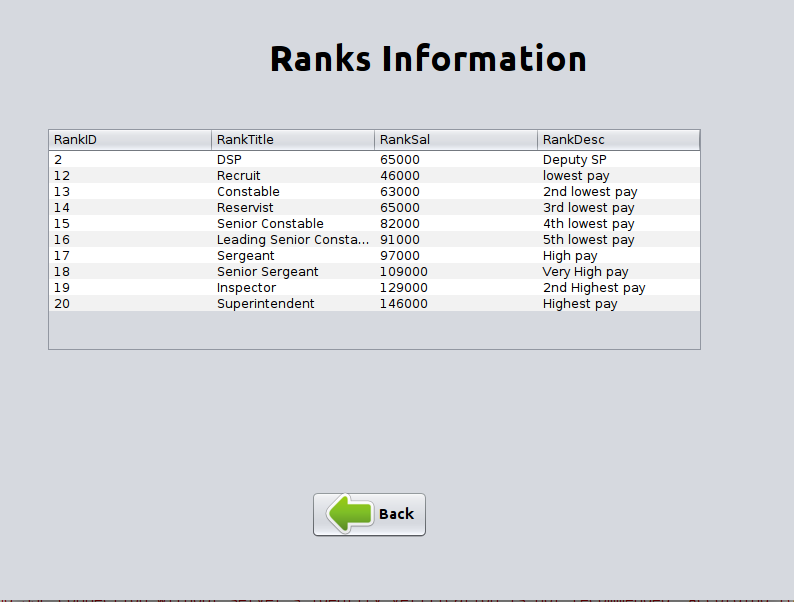 Ranks Information
RankID RankTitle RankSal RankDesc
2 DSP 65000 Deputy SP
12 Recruit 46000 lowest pay
13 Constable 63000 2nd lowest pay
14 Reservist 65000 3rd lowest pay
15 Senior Constable 82000 4th lowest pay
16 Leading Senior Consta... 91000 5th lowest pay
17 Sergeant 97000 High pay
18 Senior Sergeant 109000 Very High pay
19 Inspector 129000 2nd Highest pay
20 Superintendent 146000 Highest pay
Back